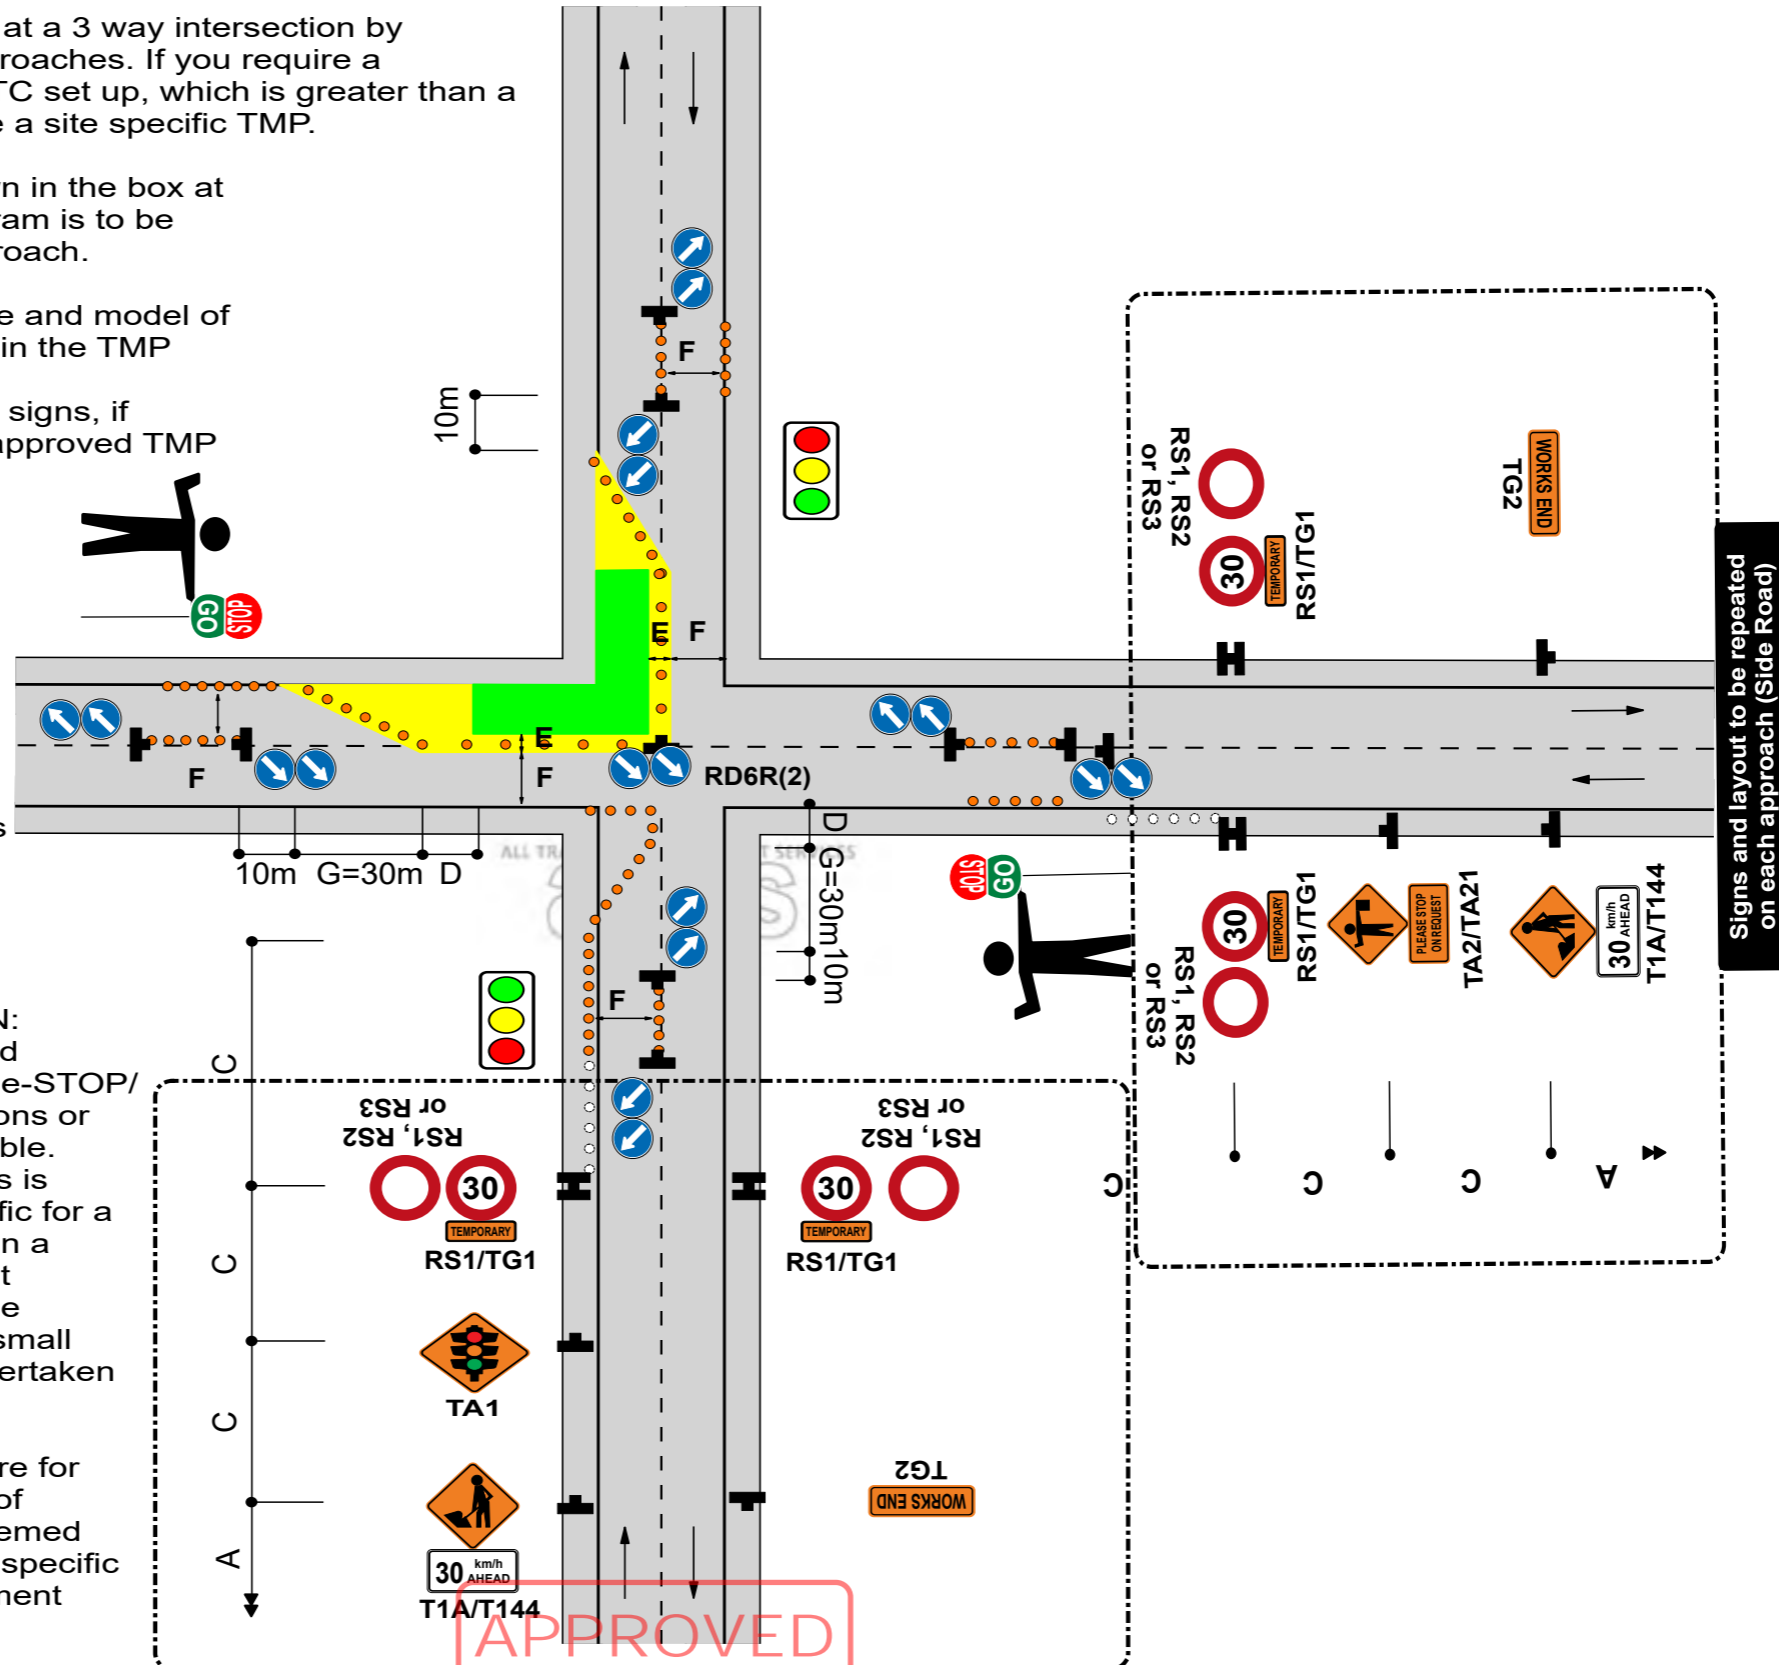 at a 3 way intersection by
roaches. If you require a
TC set up, which is greater than a
e a site specific TMP.
n in the box at
ram is to be
roach.
e and model of
in the TMP
signs, if
approved TMP
10m
F
STOP
GO
E
F
E
F
F
RD6R(2)
s
10m G=30m D
D
G=30m
10m
ALL TRA
T SERVICES
F
RS1, RS2
or RS3
30
TEMPORARY
RS1/TG1
WORKS END
TG2
Signs and layout to be repeated
on each approach (Side Road)
STOP
GO
30
TEMPORARY
RS1/TG1
RS1, RS2
or RS3
PLEASE STOP
ON REQUEST
TA2/TA21
30 km/h
AHEAD
T1A/T144
C
C
C
A
N:
d
e-STOP/
ons or
ble.
s is
fic for a
n a
t
e
small
ertaken
re for
of
emed
specific
ment
C
C
C
A
RS1, RS2
or RS3
30
TEMPORARY
RS1/TG1
RS1, RS2
or RS3
30
TEMPORARY
RS1/TG1
TA1
30 km/h
AHEAD
T1A/T144
TG2
WORKS END
APPROVED